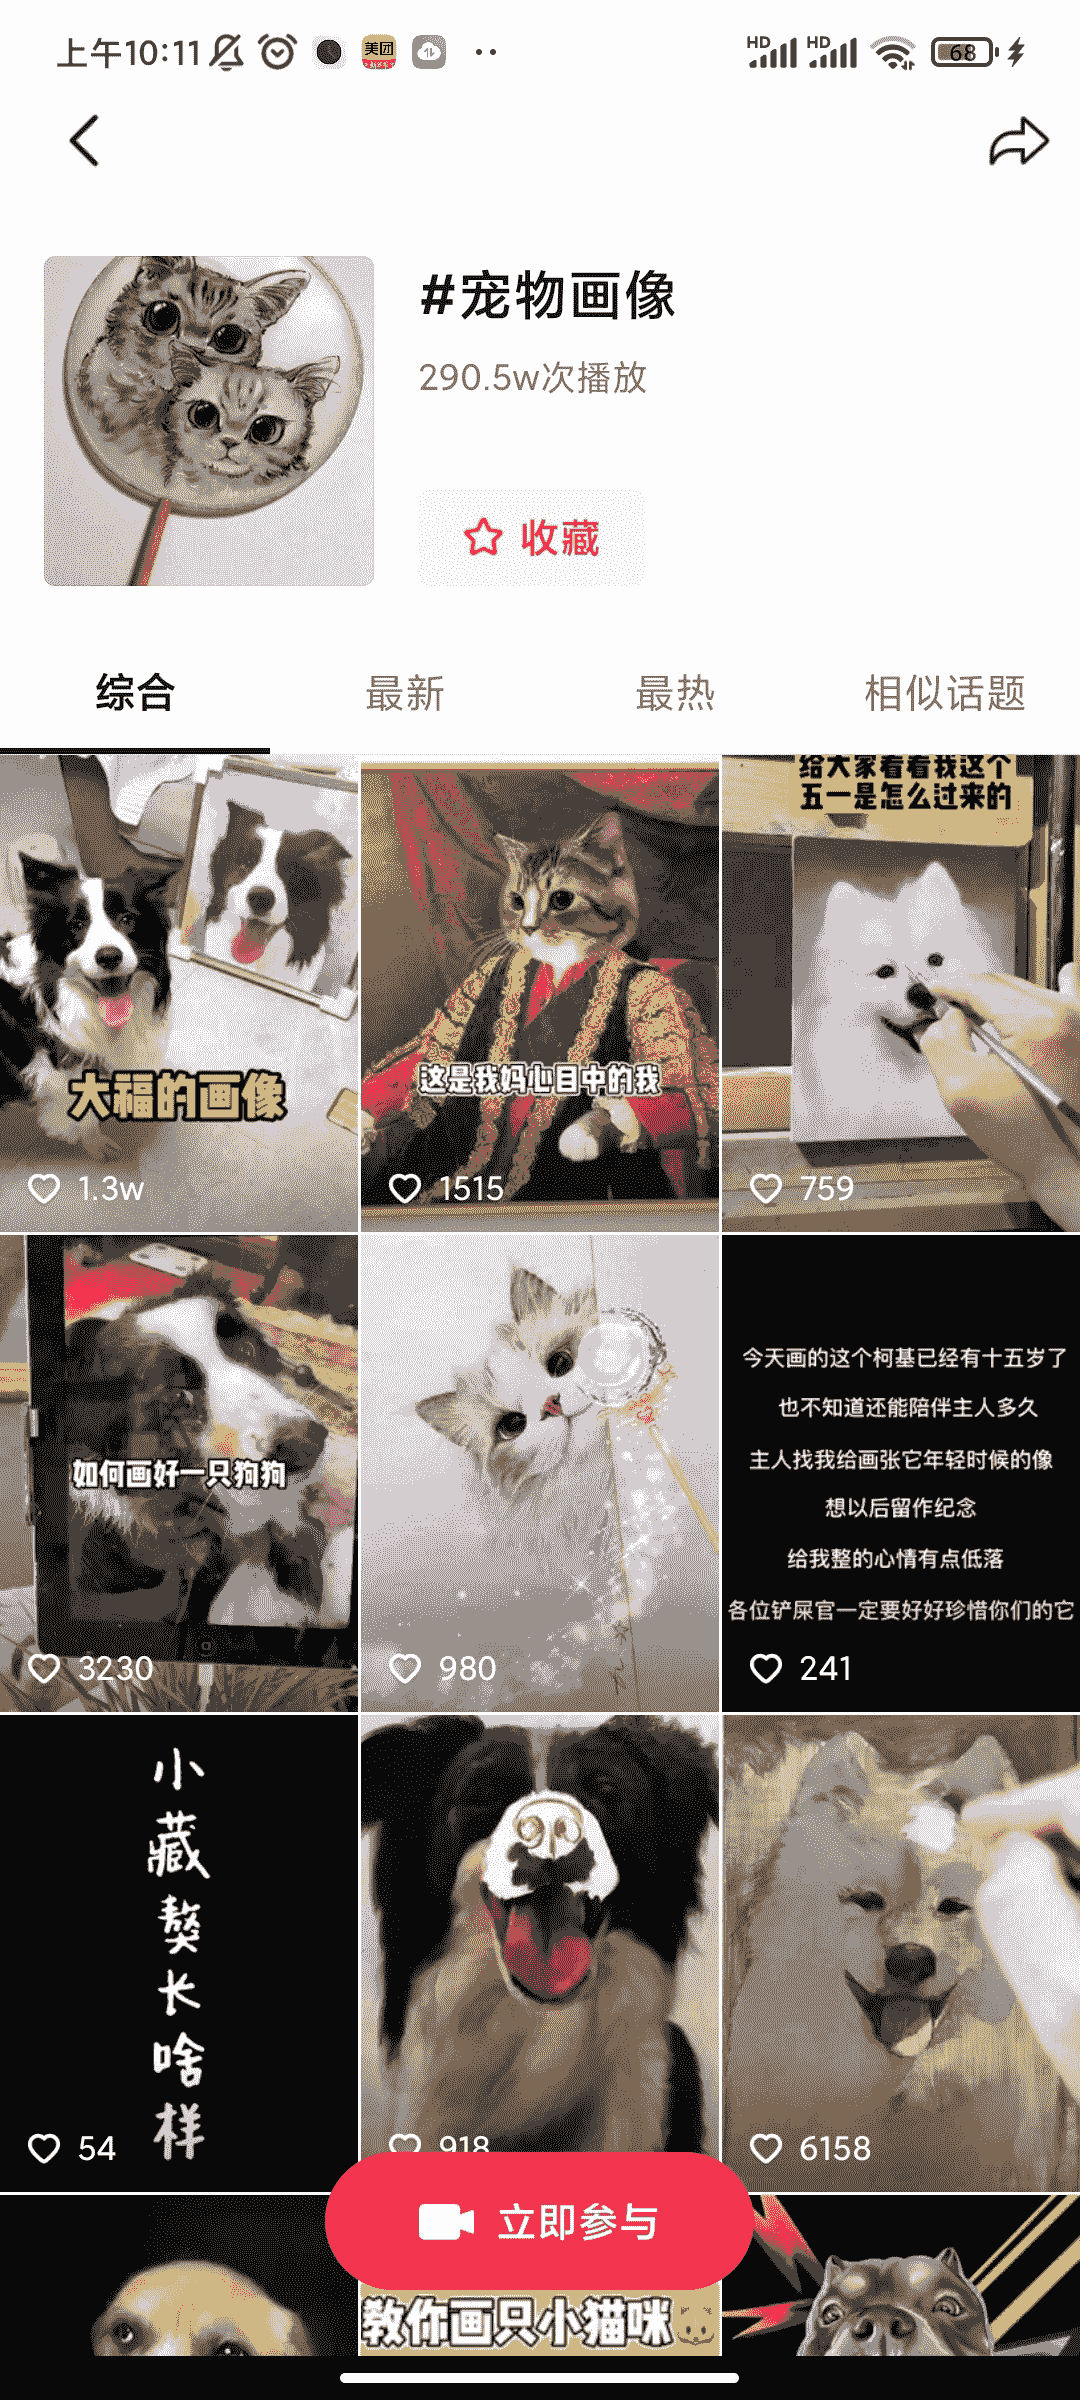 上午10:11
美团
HD
HD
68
#宠物画像
290.5w次播放
收藏
综合
最新
最热
相似话题
大福的画像
1.3w
这是我妈心目中的我
1515
给大家看看我这个
五一是怎么过来的
759
如何画好一只狗狗
3230
980
今天画的这个柯基已经有十五岁了
也不知道还能陪伴主人多久
主人找我给画张它年轻时候的像
想以后留作纪念
给我整的心情有点低落
各位铲屎官一定要好好珍惜你们的它
241
小
藏
獒
长
啥
样
54
918
6158
立即参与
教你画只小猫咪